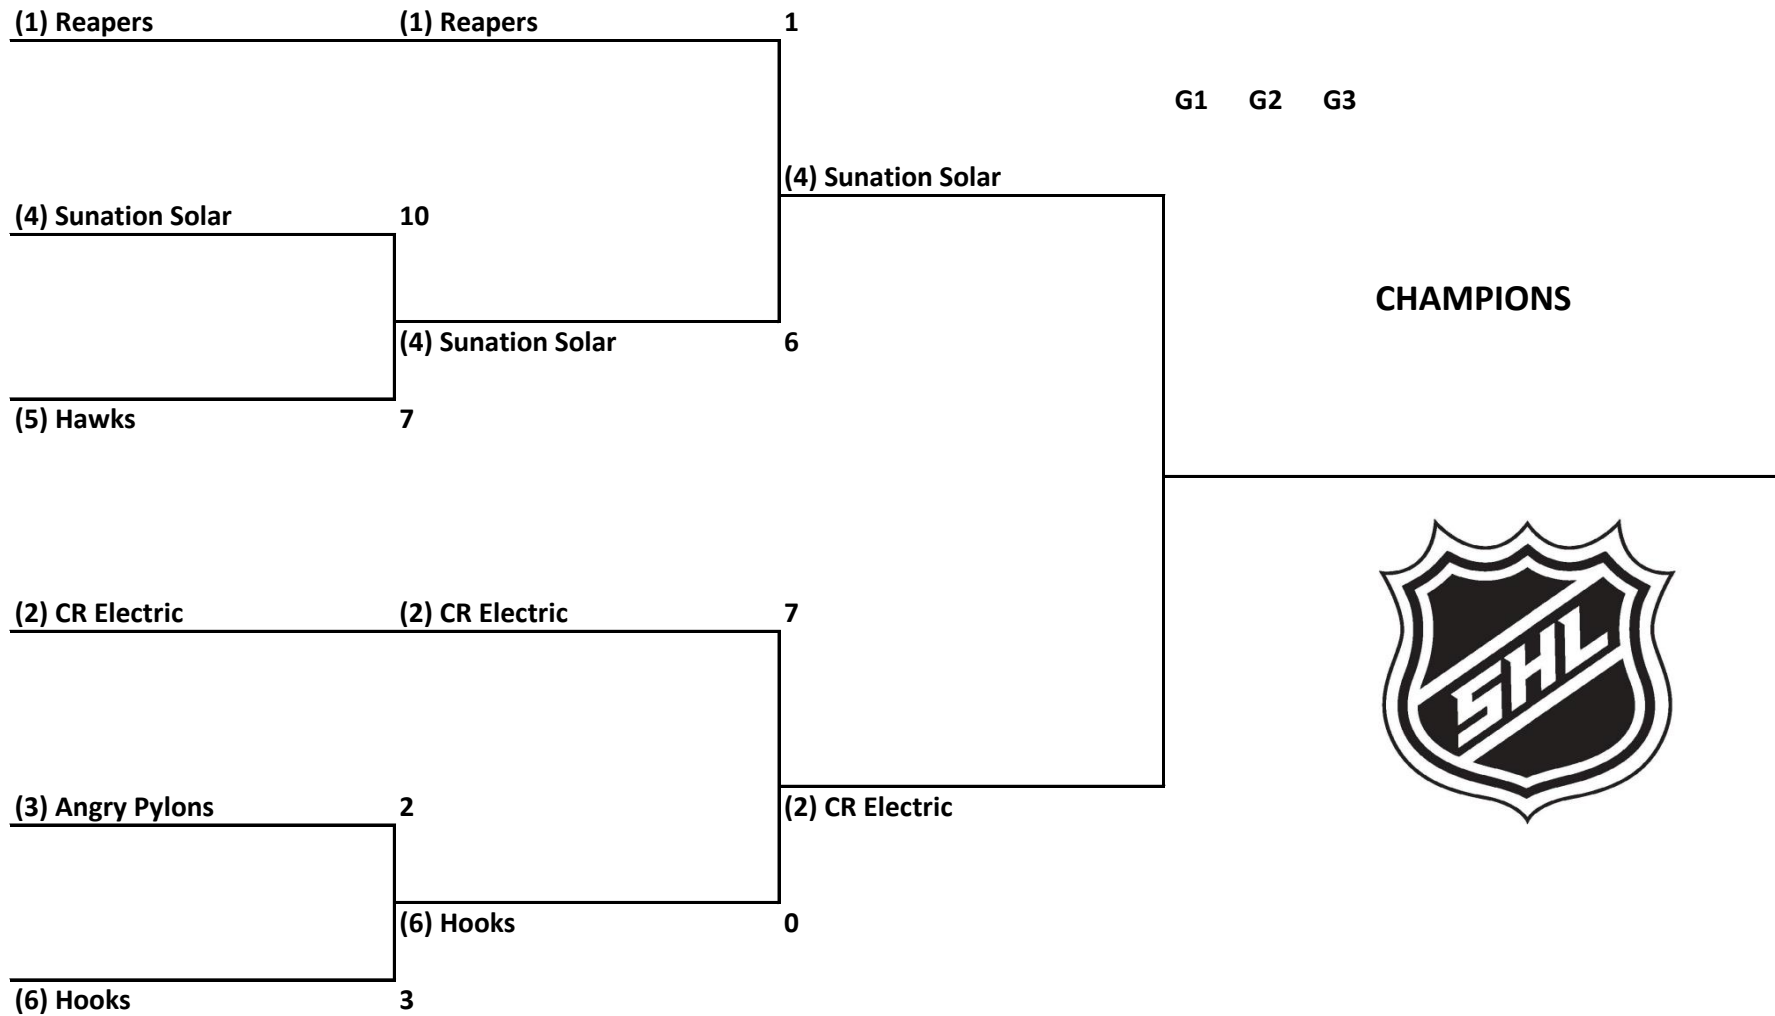 (1) Reapers (1) Reapers 1
G1 G2 G3
(4) Sunation Solar
(4) Sunation Solar 10
CHAMPIONS
(4) Sunation Solar 6
(5) Hawks 7
(2) CR Electric (2) CR Electric 7
SHL
(3) Angry Pylons 2 (2) CR Electric
(6) Hooks 0
(6) Hooks 3